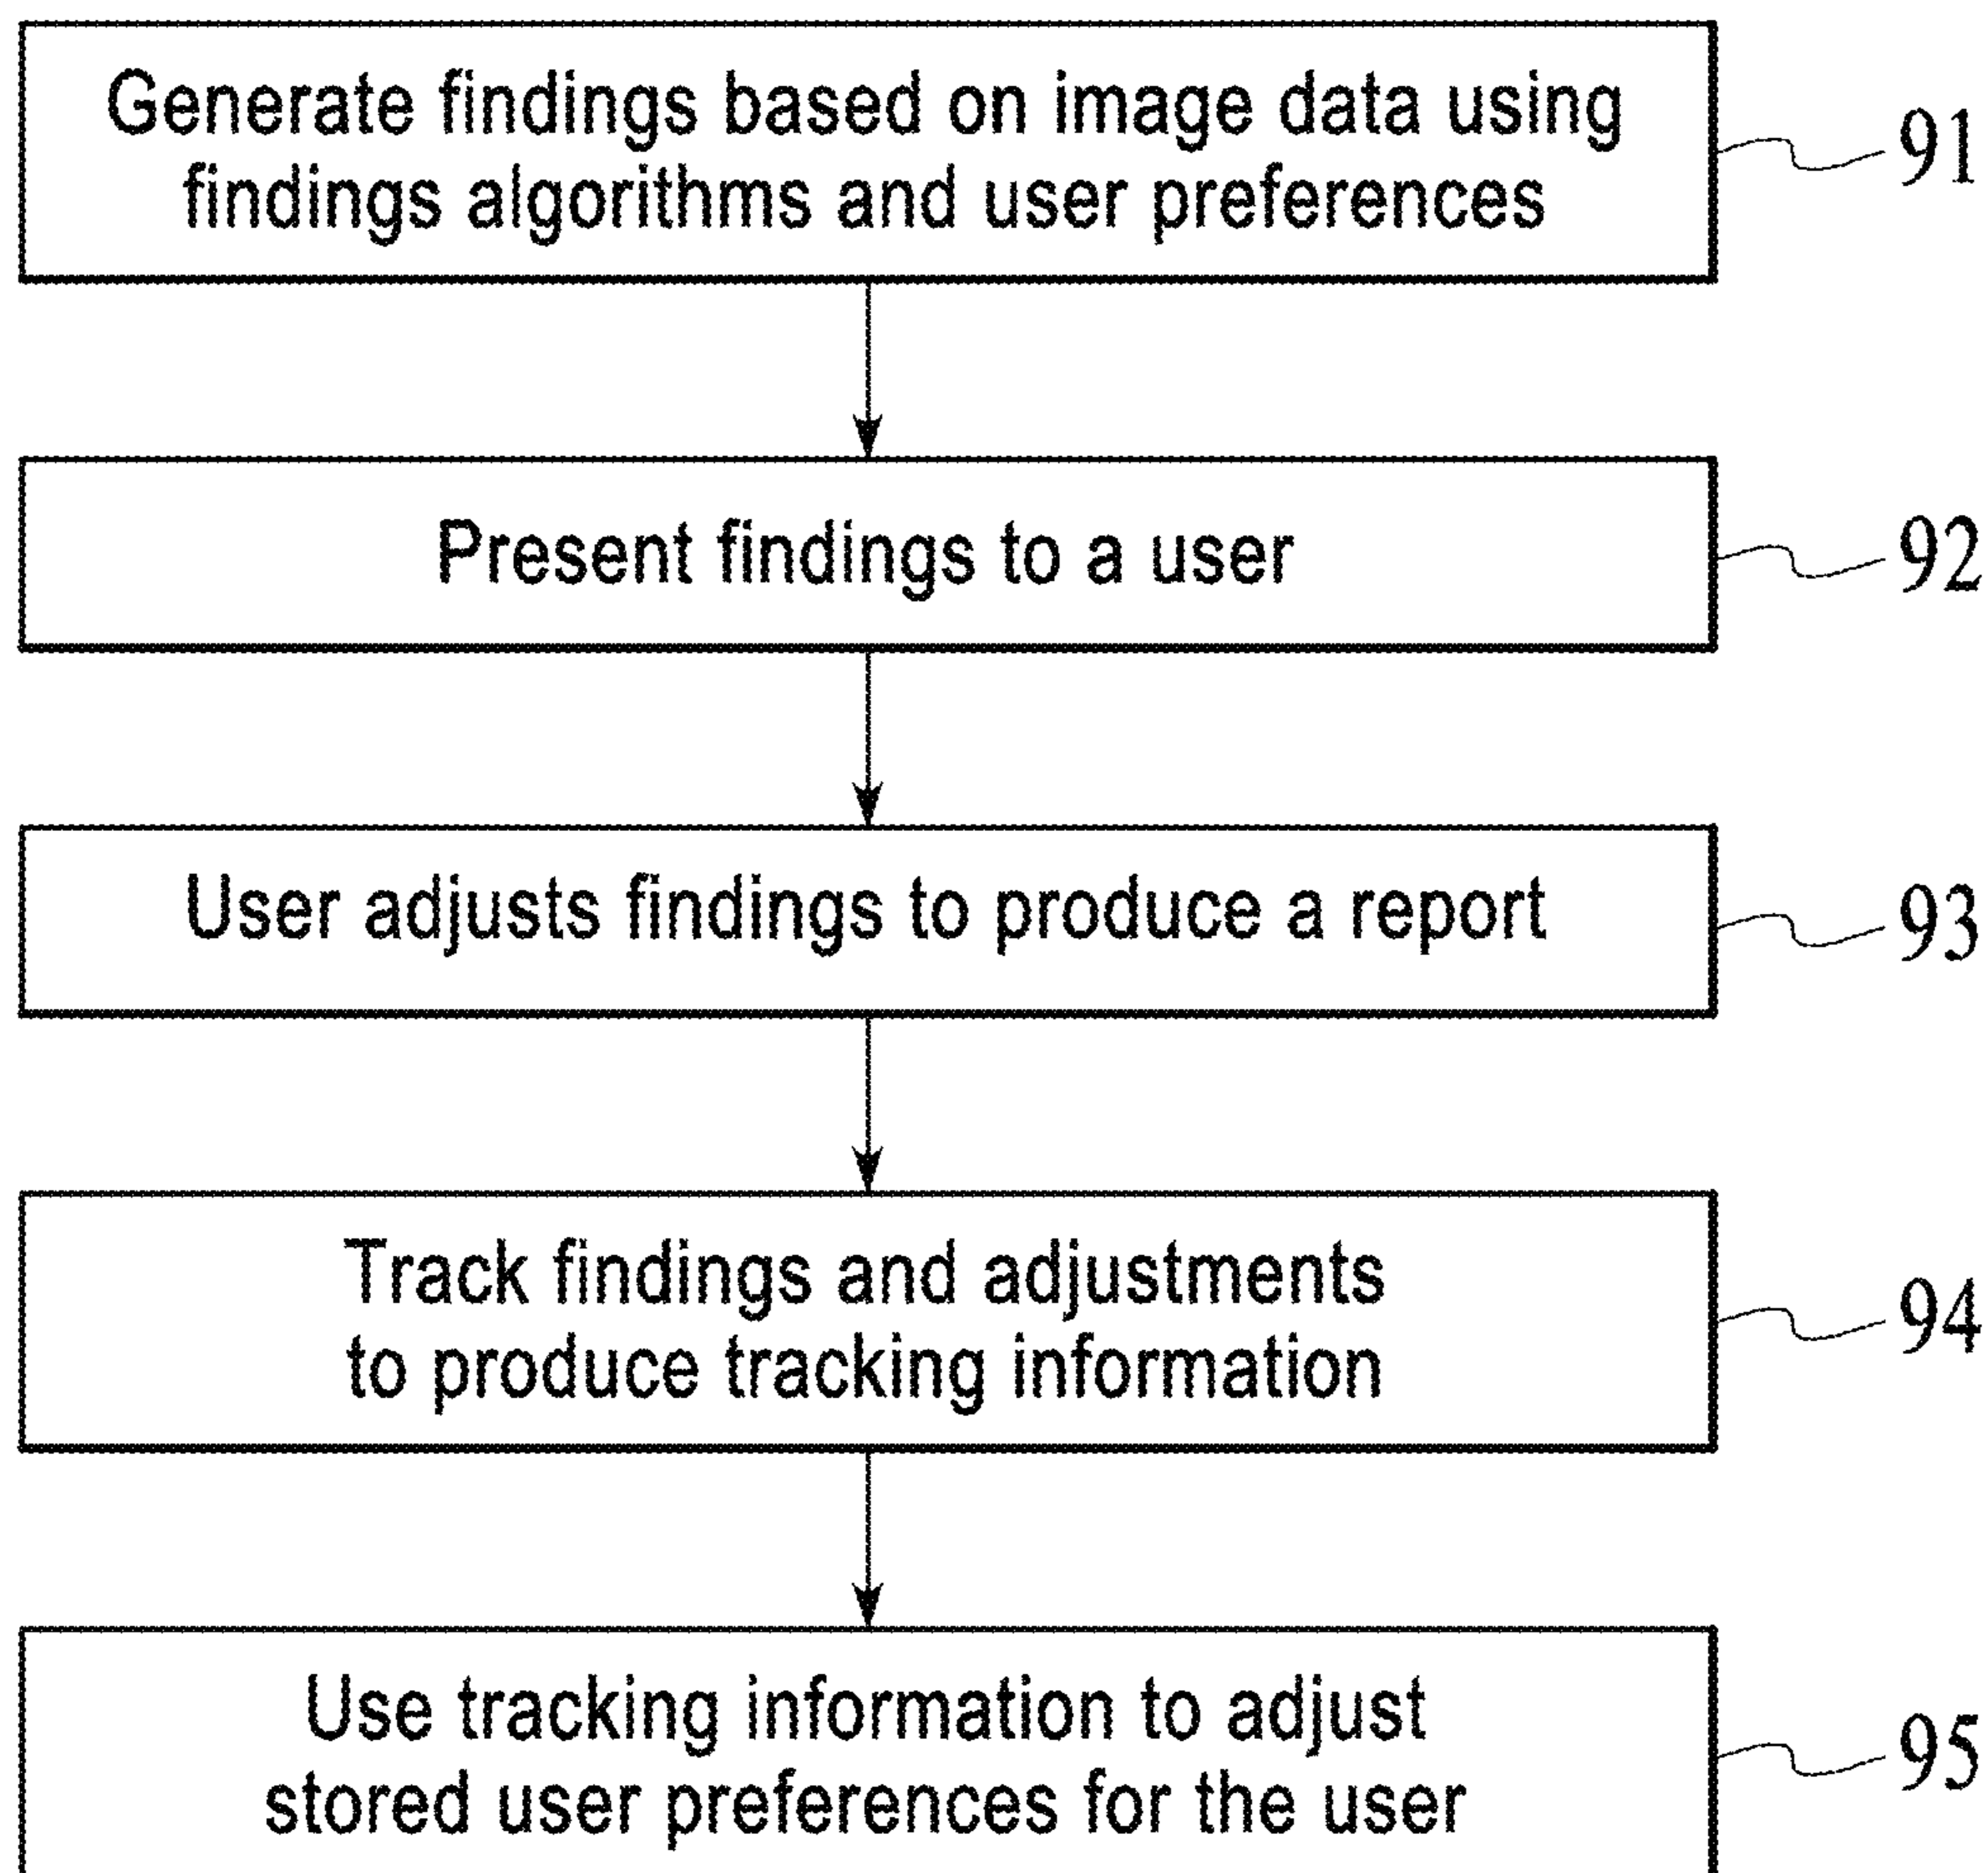 Generate findings based on image data using
findings algorithms and user preferences
91
Present findings to a user
92
User adjusts findings to produce a report
93
Track findings and adjustments
to produce tracking information
94
Use tracking information to adjust
stored user preferences for the user
95